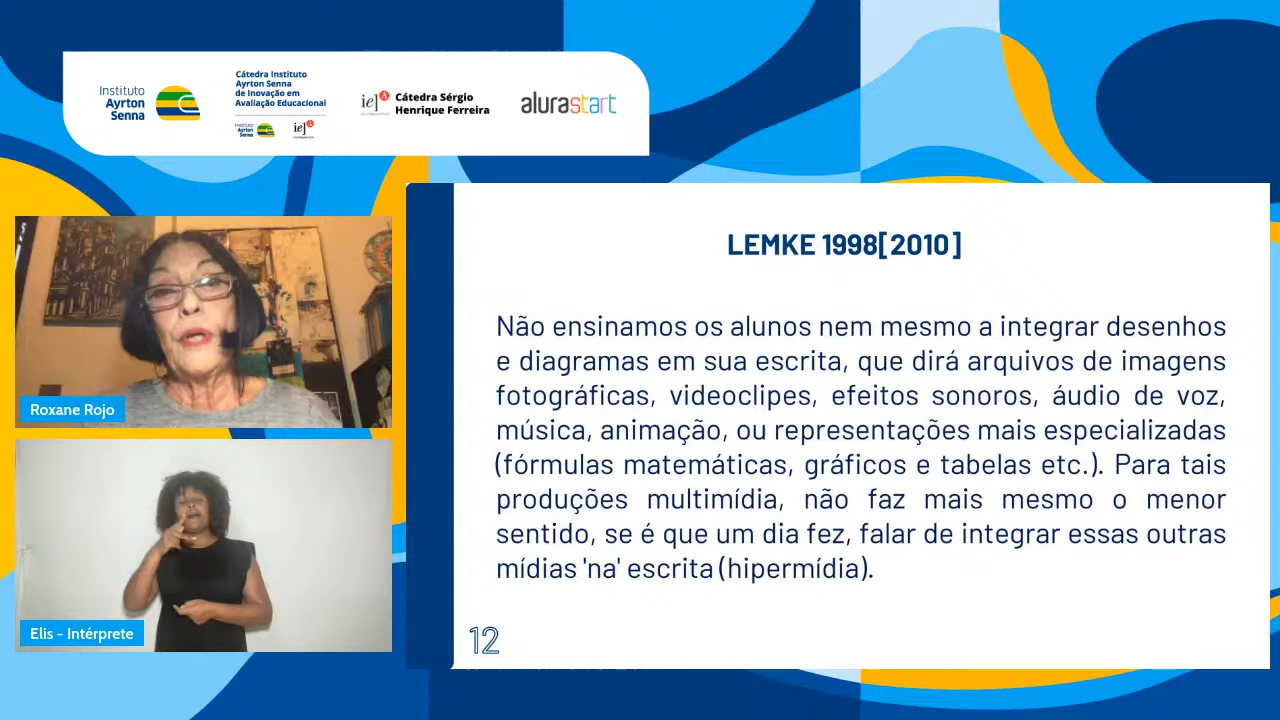 Instituto
Ayrton
Senna
Cátedra Instituto
Ayrton Senna
de Inovação em
Avaliação Educacional
Instituto
Ayrton
Senna
Cátedra Sérgio
Henrique Ferreira
alurastart
LEMKE 1998[2010]
Não ensinamos os alunos nem mesmo a integrar desenhos
e diagramas em sua escrita, que dirá arquivos de imagens
fotográficas, videoclipes, efeitos sonoros, áudio de voz,
música, animação, ou representações mais especializadas
(fórmulas matemáticas, gráficos e tabelas etc.). Para tais
produções multimídia, não faz mais mesmo o menor
sentido, se é que um dia fez, falar de integrar essas outras
mídias 'na' escrita (hipermídia).
12
Roxane Rojo
Elis - Intérprete